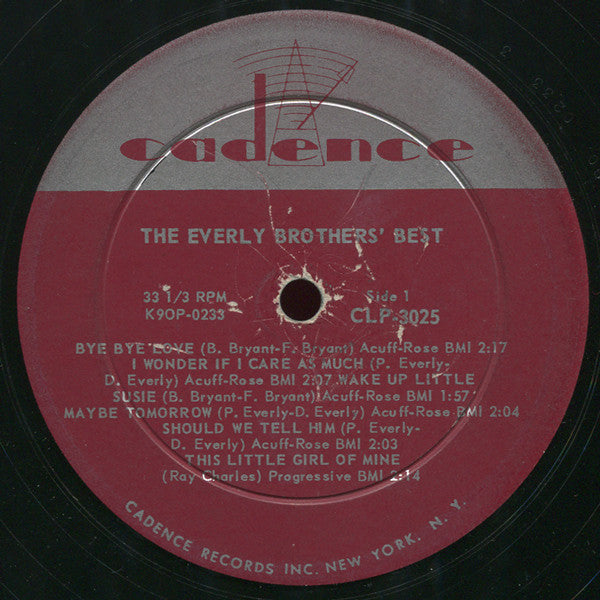 cadence
THE EVERLY BROTHERS' BEST
33 1/3 RPM Side 1
K9OP-0233 CLP-3025
BYE BYE LOVE (B. Bryant-F. Bryant) Acuff-Rose BMI 2:17
I WONDER IF I CARE AS MUCH (P. Everly-
D. Everly) Acuff-Rose BMI 2:07 WAKE UP LITTLE
SUSIE (B. Bryant-F. Bryant) Acuff-Rose BMI 1:57
MAYBE TOMORROW (P. Everly-D. Everly) Acuff-Rose BMI 2:04
SHOULD WE TELL HIM (P. Everly-
D. Everly) Acuff-Rose BMI 2:03
THIS LITTLE GIRL OF MINE
(Ray Charles) Progressive BMI 2:14
CADENCE RECORDS INC. NEW YORK. N. Y.